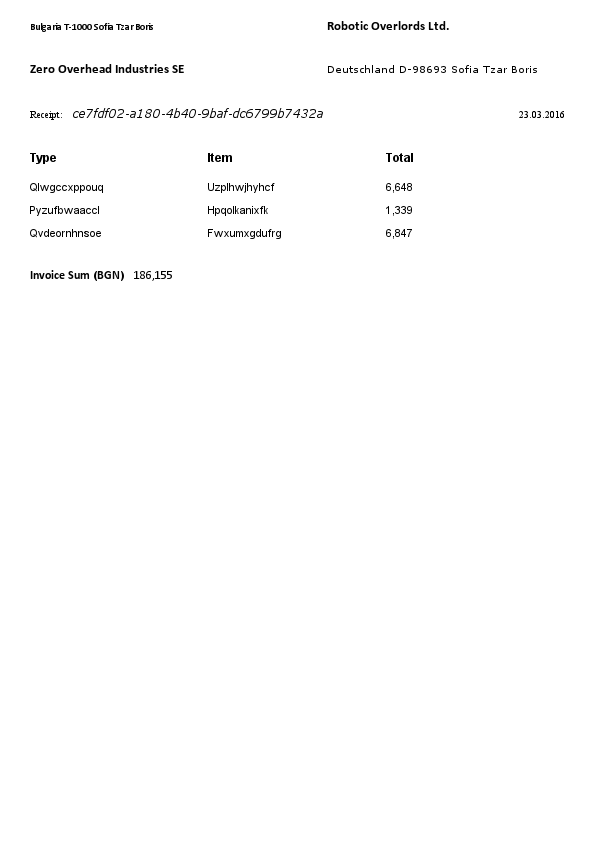 Bulgaria T-1000 Sofia Tzar Boris Robotic Overlords Ltd.
Zero Overhead Industries SE Deutschland D-98693 Sofia Tzar Boris
Receipt: ce7fdf02-a180-4b40-9baf-dc6799b7432a 23.03.2016
Type Item Total
Qlwgccxppouq Uzplhwjhyhcf 6,648
Pyzufbwaaccl Hpqolkanixfk 1,339
Qvdeornhnsoe Fwxumxgdufrg 6,847
Invoice Sum (BGN) 186,155